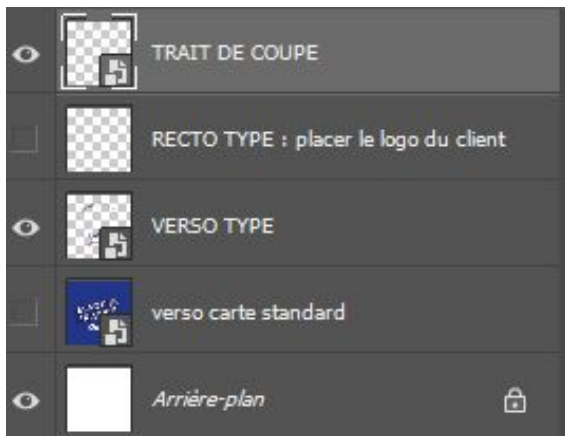 TRAIT DE COUPE
RECTO TYPE : placer le logo du client
VERSO TYPE
verso carte standard
Arrière-plan